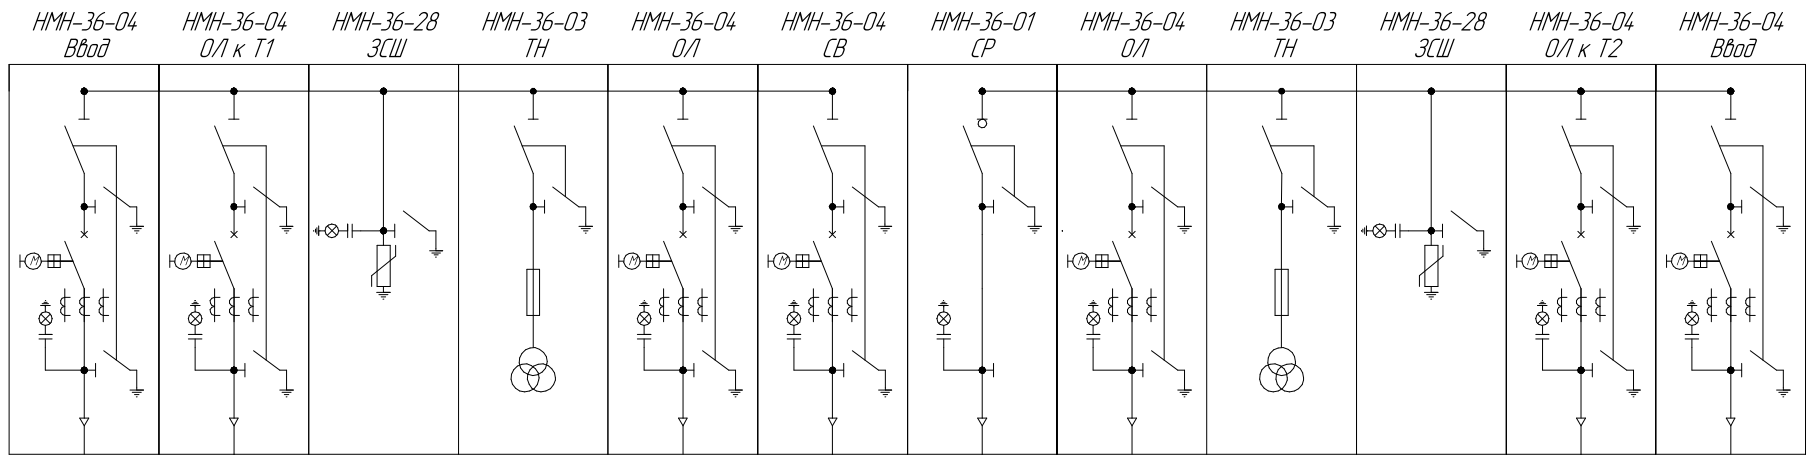 НМН-36-04
Ввод
НМН-36-04
ОЛ к Т1
НМН-36-28
ЗСШ
НМН-36-03
ТН
НМН-36-04
ОЛ
НМН-36-04
СВ
НМН-36-01
СР
НМН-36-04
ОЛ
НМН-36-03
ТН
НМН-36-28
ЗСШ
НМН-36-04
ОЛ к Т2
НМН-36-04
Ввод
М
М
М
М
М
М
М